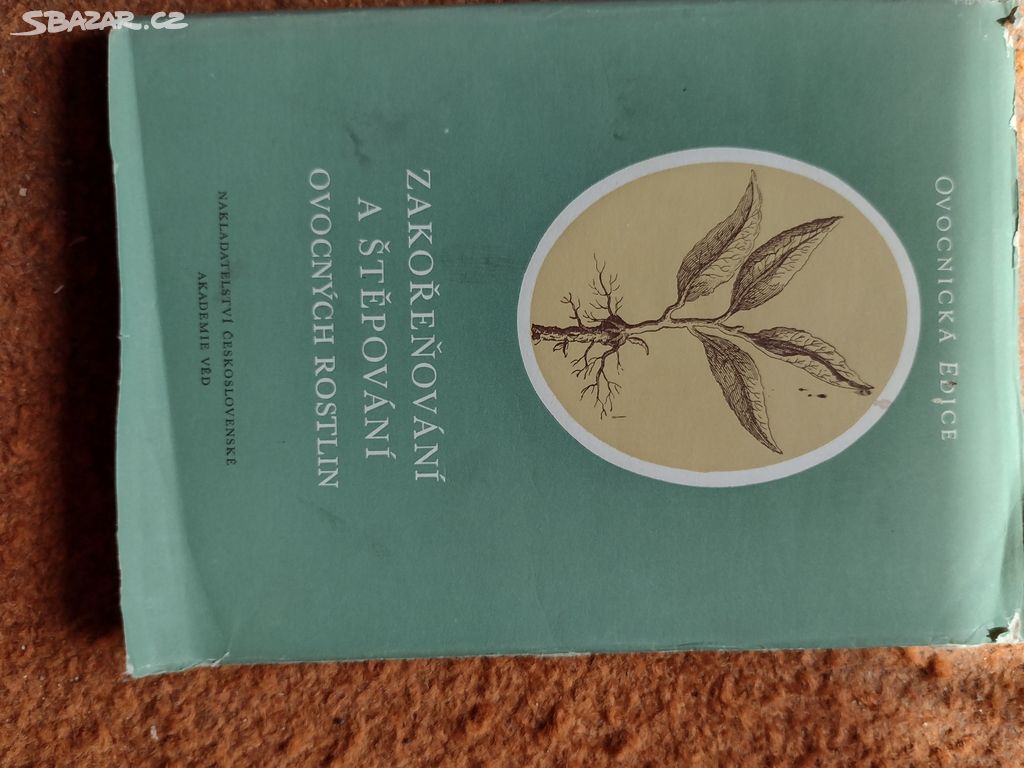 SBAZAR.CZ
OVOCNICKÁ EDICE
ZAKOŘEŇOVÁNÍ
A ŠTĚPOVÁNÍ
OVOCNÝCH ROSTLIN
NAKLADATELSTVÍ ČESKOSLOVENSKÉ
AKADEMIE VĚD